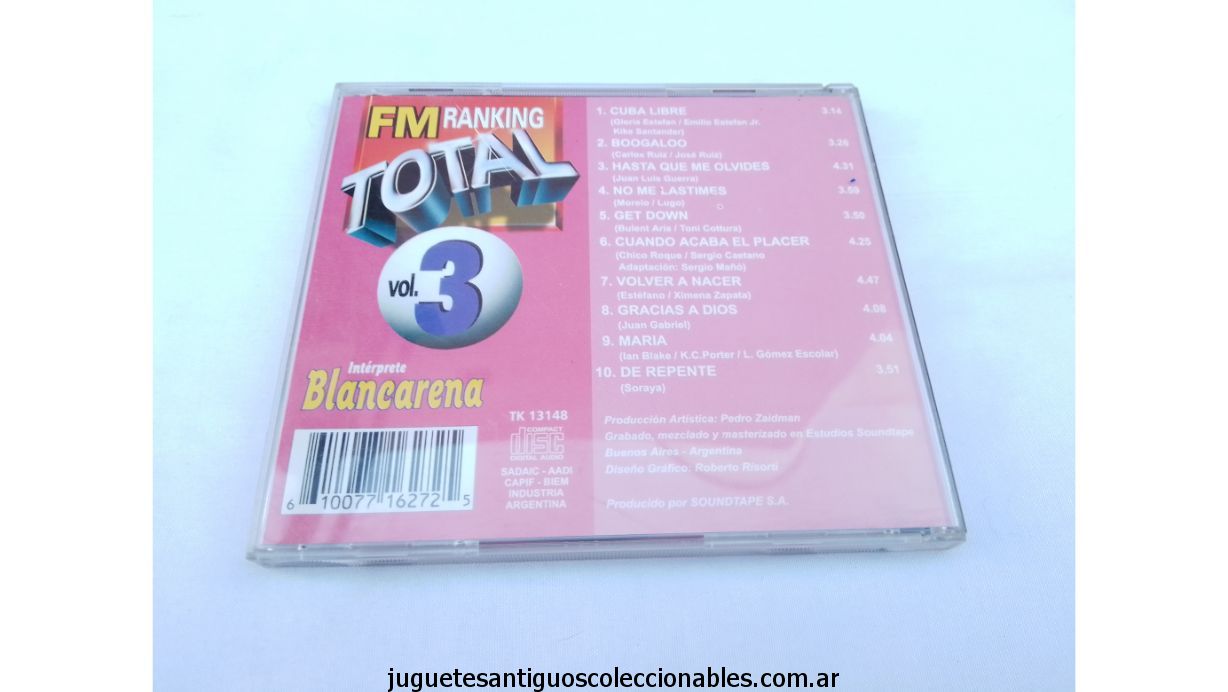 FM RANKING
TOTAL
vol. 3
Intérprete
Blancarena
TK 13148
COMPACT
disc
DIGITAL AUDIO
SADAIC - AADI
CAPIF - BIEM
INDUSTRIA
ARGENTINA
6 10077 16272 5
1. CUBA LIBRE 3.14
(Gloria Estefan / Emilio Estefan Jr.
Kike Santander)
2. BOOGALOO 3.26
(Carlos Ruiz / José Ruiz)
3. HASTA QUE ME OLVIDES 4.31
(Juan Luis Guerra)
4. NO ME LASTIMES 3.59
(Morelo / Lugo)
5. GET DOWN 3.50
(Bulent Aris / Toni Cottura)
6. CUANDO ACABA EL PLACER 4.25
(Chico Roque / Sergio Caetano
Adaptación: Sergio Mañó)
7. VOLVER A NACER 4.47
(Estéfano / Ximena Zapata)
8. GRACIAS A DIOS 4.08
(Juan Gabriel)
9. MARIA 4.04
(Ian Blake / K.C.Porter / L. Gómez Escolar)
10. DE REPENTE 3.51
(Soraya)
Producción Artística: Pedro Zaidman
Grabado, mezclado y masterizado en Estudios Soundtape
Buenos Aires - Argentina
Diseño Gráfico: Roberto Risorti
Producido por SOUNDTAPE S.A.
juguetesantiguoscoleccionables.com.ar